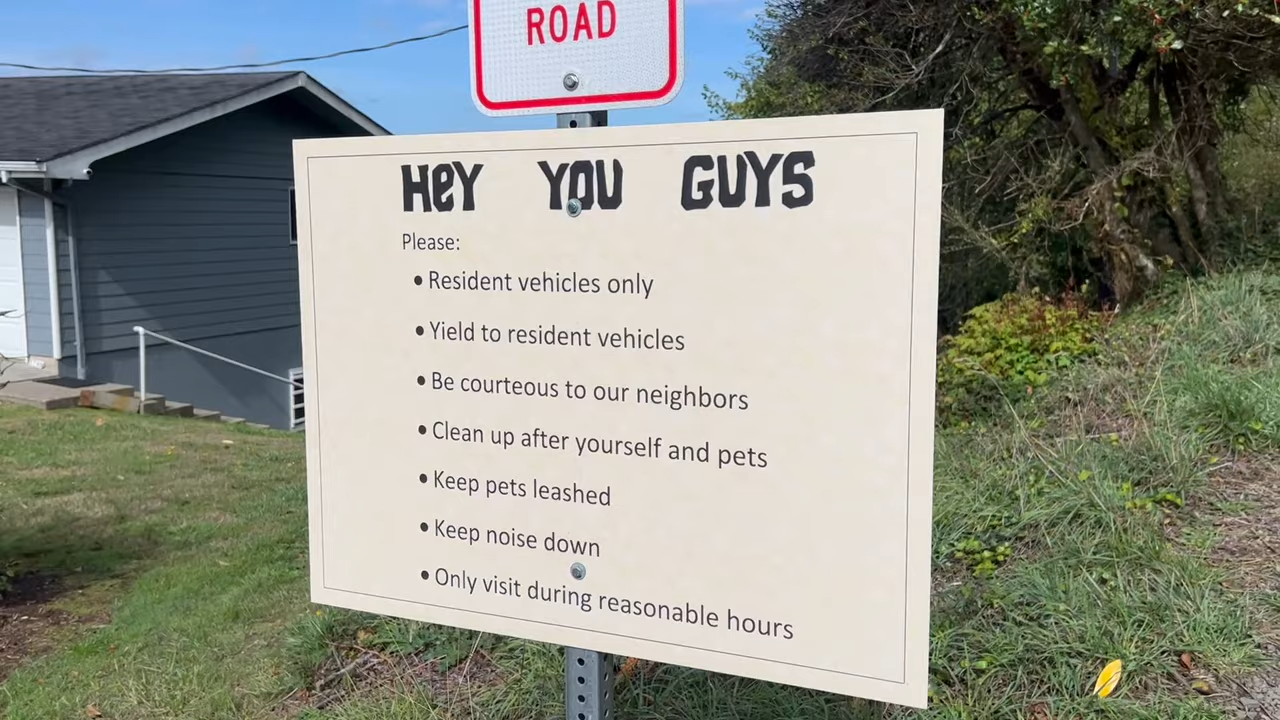 ROAD
HeY YOU GUYS
Please:
• Resident vehicles only
• Yield to resident vehicles
• Be courteous to our neighbors
• Clean up after yourself and pets
• Keep pets leashed
• Keep noise down
• Only visit during reasonable hours